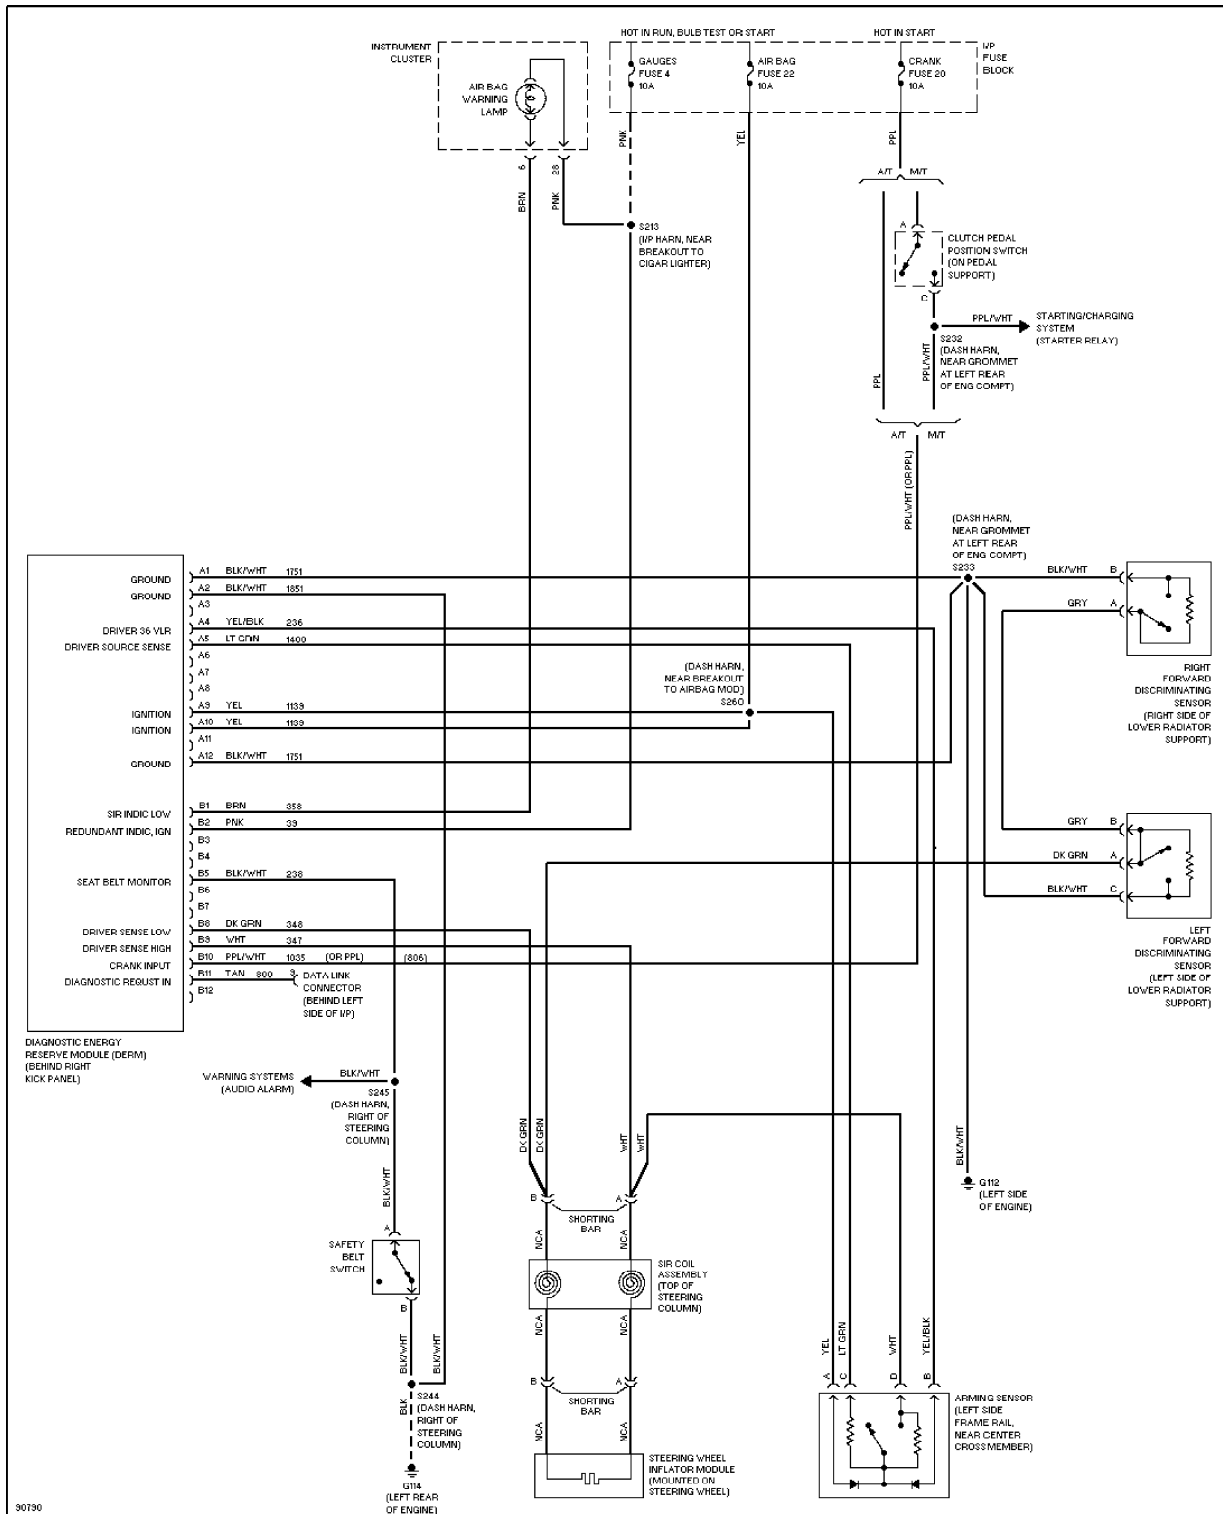 HOT IN RUN, BULB TEST OR START
HOT IN START
INSTRUMENT
CLUSTER
AIR BAG
WARNING
LAMP
GAUGES
FUSE 4
10A
AIR BAG
FUSE 22
10A
CRANK
FUSE 20
10A
I/P
FUSE
BLOCK
PNK
YEL
PPL
6
28
BRN
PNK
A/T
M/T
S213
(I/P HARN, NEAR
BREAKOUT TO
CIGAR LIGHTER)
A
CLUTCH PEDAL
POSITION SWITCH
(ON PEDAL
SUPPORT)
C
PPL/WHT
STARTING/CHARGING
SYSTEM
(STARTER RELAY)
S232
(DASH HARN,
NEAR GROMMET
AT LEFT REAR
OF ENG COMPT)
PPL
PPL/WHT
A/T
M/T
PPL/WHT (OR PPL)
(DASH HARN,
NEAR GROMMET
AT LEFT REAR
OF ENG COMPT)
S233
GROUND
A1 BLK/WHT 1751
GROUND
A2 BLK/WHT 1851
A3
DRIVER 36 VLR
A4 YEL/BLK 236
DRIVER SOURCE SENSE
A5 LT GRN 1400
A6
A7
A8
IGNITION
A9 YEL 1139
IGNITION
A10 YEL 1139
A11
GROUND
A12 BLK/WHT 1751
SIR INDIC LOW
B1 BRN 358
REDUNDANT INDIC, IGN
B2 PNK 39
B3
B4
SEAT BELT MONITOR
B5 BLK/WHT 238
B6
B7
DRIVER SENSE LOW
B8 DK GRN 348
DRIVER SENSE HIGH
B9 WHT 347
CRANK INPUT
B10 PPL/WHT 1035 (OR PPL) (806)
DIAGNOSTIC REQUST IN
B11 TAN 800 9
B12
DATA LINK
CONNECTOR
(BEHIND LEFT
SIDE OF I/P)
DIAGNOSTIC ENERGY
RESERVE MODULE (DERM)
(BEHIND RIGHT
KICK PANEL)
(DASH HARN,
NEAR BREAKOUT
TO AIRBAG MOD)
S260
BLK/WHT B
GRY A
RIGHT
FORWARD
DISCRIMINATING
SENSOR
(RIGHT SIDE OF
LOWER RADIATOR
SUPPORT)
GRY B
DK GRN A
BLK/WHT C
LEFT
FORWARD
DISCRIMINATING
SENSOR
(LEFT SIDE OF
LOWER RADIATOR
SUPPORT)
WARNING SYSTEMS
(AUDIO ALARM)
BLK/WHT
S245
(DASH HARN,
RIGHT OF
STEERING
COLUMN)
BLK/WHT
A
SAFETY
BELT
SWITCH
B
BLK/WHT
BLK/WHT
S244
(DASH HARN,
RIGHT OF
STEERING
COLUMN)
BLK
G114
(LEFT REAR
OF ENGINE)
DK GRN
DK GRN
WHT
WHT
B
A
SHORTING
BAR
NCA
NCA
SIR COIL
ASSEMBLY
(TOP OF
STEERING
COLUMN)
NCA
NCA
B
A
SHORTING
BAR
NCA
NCA
STEERING WHEEL
INFLATOR MODULE
(MOUNTED ON
STEERING WHEEL)
BLK/WHT
G112
(LEFT SIDE
OF ENGINE)
YEL
LT GRN
WHT
YEL/BLK
A
C
D
B
ARMING SENSOR
(LEFT SIDE
FRAME RAIL,
NEAR CENTER
CROSS MEMBER)
90790